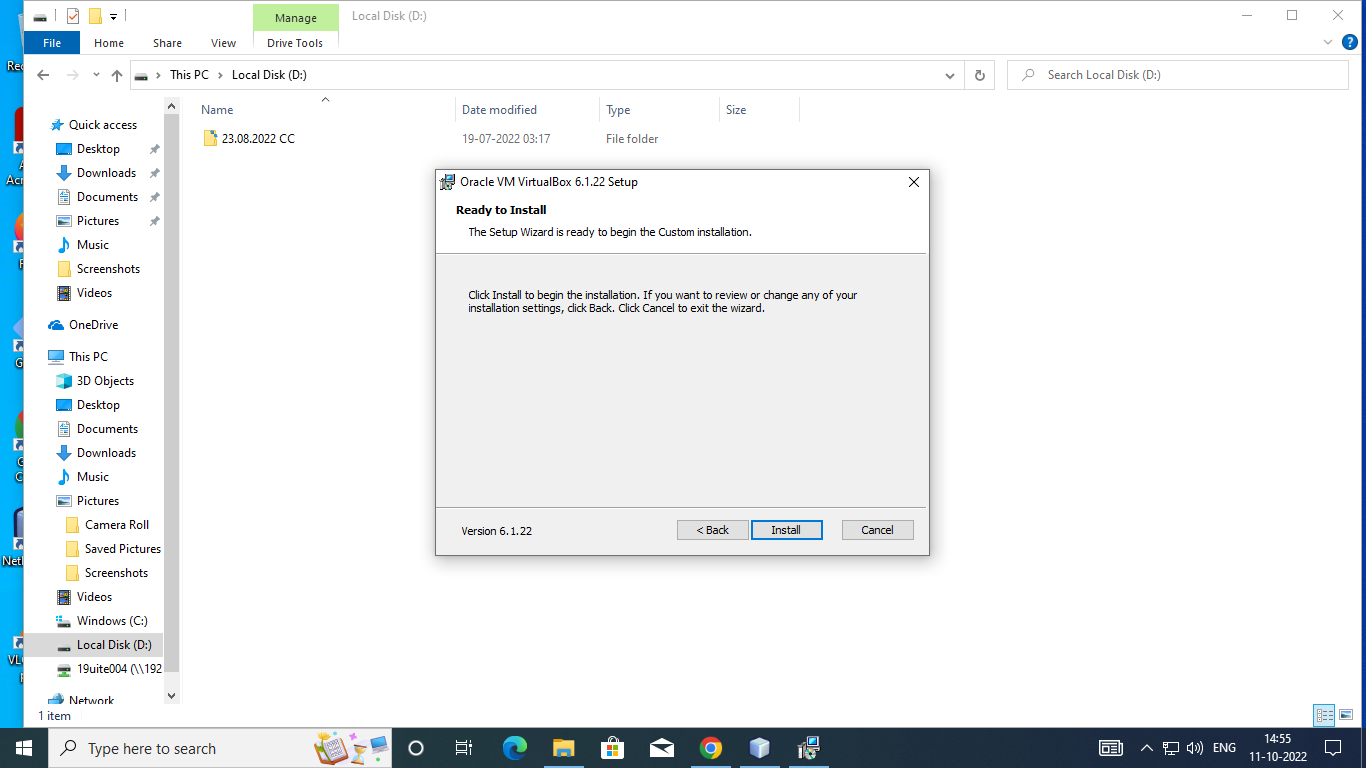 Manage
Local Disk (D:)
File
Home
Share
View
Drive Tools
This PC
Local Disk (D:)
Search Local Disk (D:)
Name
Date modified
Type
Size
23.08.2022 CC
19-07-2022 03:17
File folder
Quick access
Desktop
Downloads
Documents
Pictures
Music
Screenshots
Videos
OneDrive
This PC
3D Objects
Desktop
Documents
Downloads
Music
Pictures
Camera Roll
Saved Pictures
Screenshots
Videos
Windows (C:)
Local Disk (D:)
19uite004 (\\192
Network
1 item
Oracle VM VirtualBox 6.1.22 Setup
Ready to Install
The Setup Wizard is ready to begin the Custom installation.
Click Install to begin the installation. If you want to review or change any of your
installation settings, click Back. Click Cancel to exit the wizard.
Version 6.1.22
< Back
Install
Cancel
Type here to search
ENG
14:55
11-10-2022